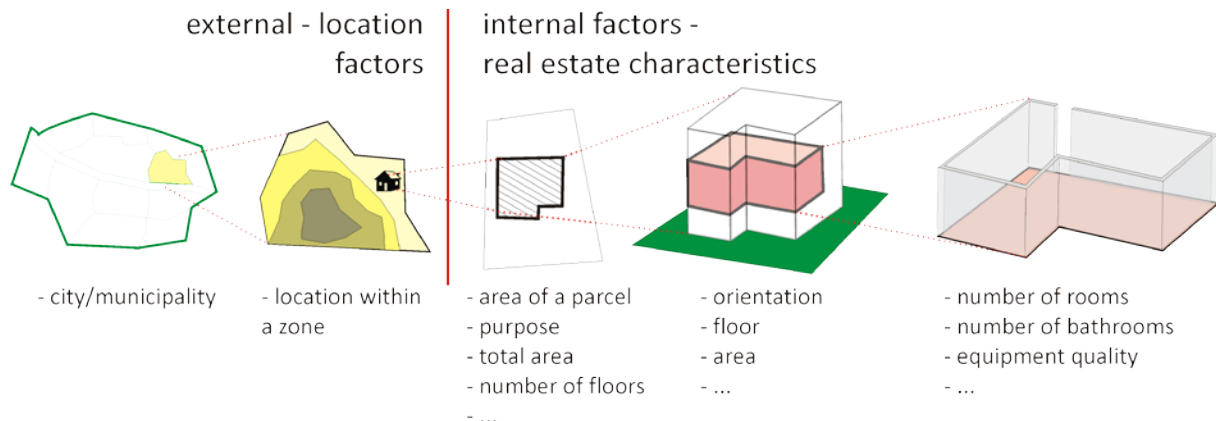 external - location
factors
internal factors -
real estate characteristics
- city/municipality
- location within
a zone
- area of a parcel
- purpose
- total area
- number of floors
- ...
- orientation
- floor
- area
- ...
- number of rooms
- number of bathrooms
- equipment quality
- ...